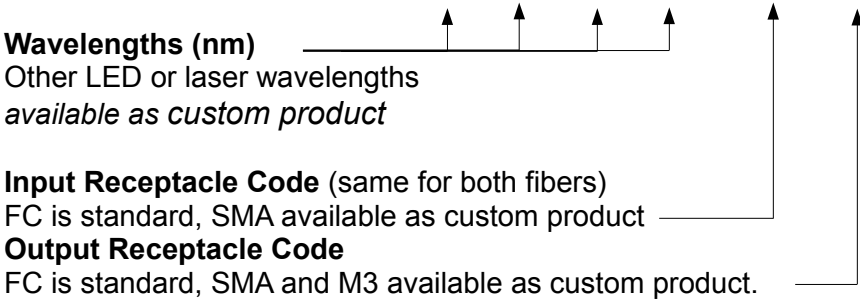 Wavelengths (nm)
Other LED or laser wavelengths
available as custom product
Input Receptacle Code (same for both fibers)
FC is standard, SMA available as custom product
Output Receptacle Code
FC is standard, SMA and M3 available as custom product.